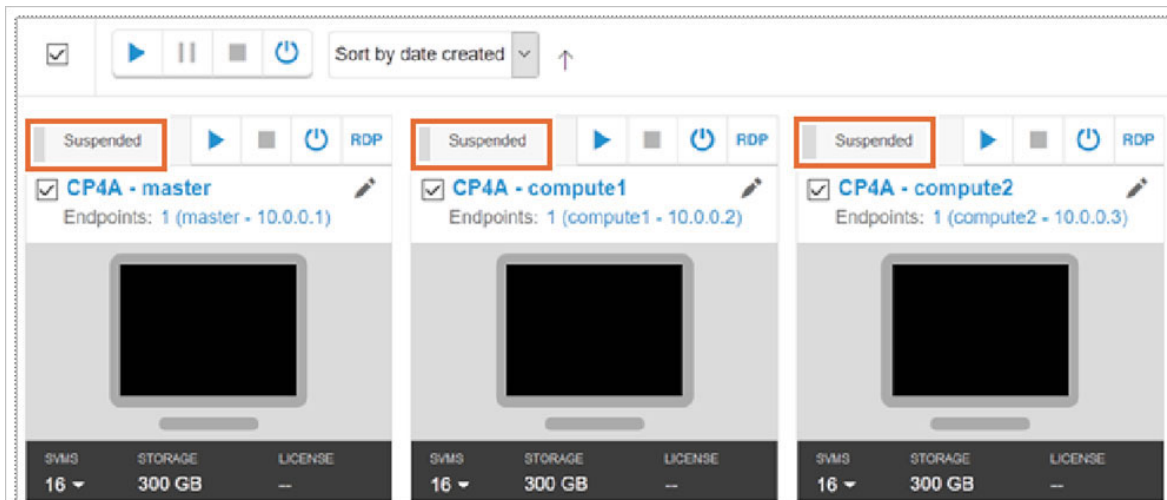 Sort by date created
Suspended RDP
CP4A - master
Endpoints: 1 (master - 10.0.0.1)
SVMS STORAGE LICENSE
16 300 GB --
Suspended RDP
CP4A - compute1
Endpoints: 1 (compute1 - 10.0.0.2)
SVMS STORAGE LICENSE
16 300 GB --
Suspended RDP
CP4A - compute2
Endpoints: 1 (compute2 - 10.0.0.3)
SVMS STORAGE LICENSE
16 300 GB --